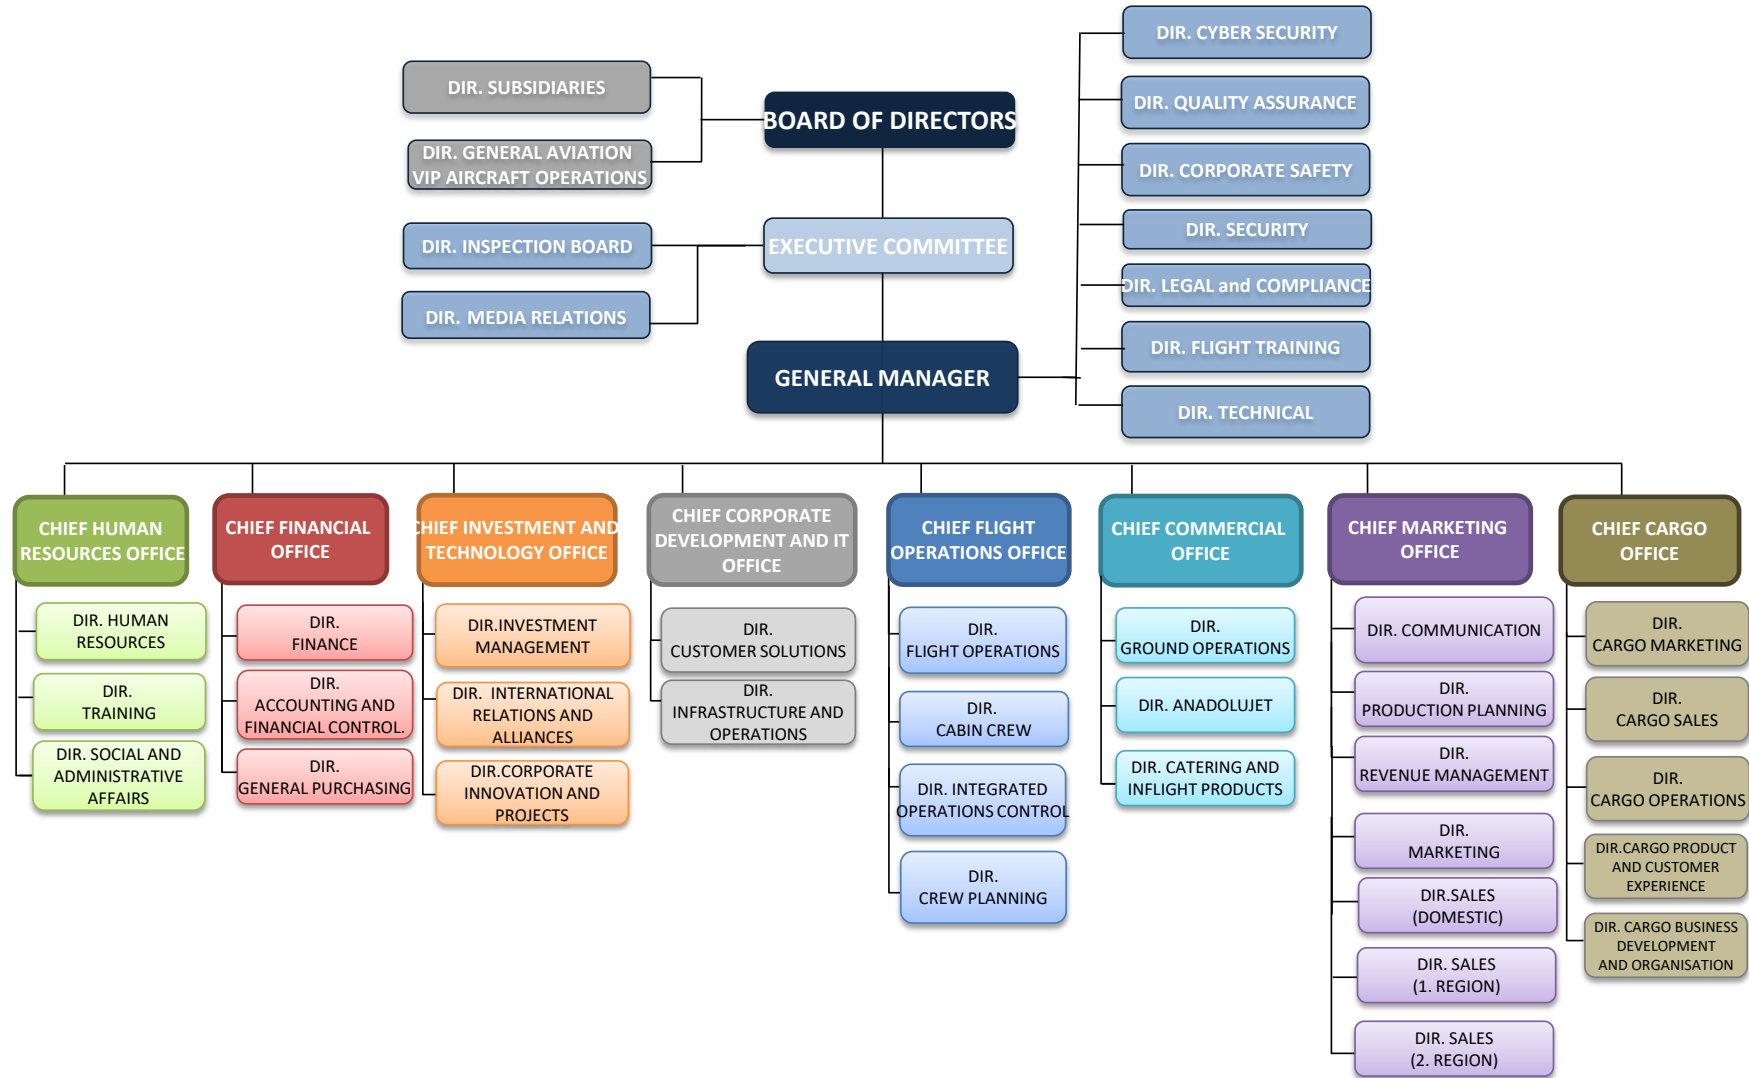 DIR. SUBSIDIARIES
DIR. GENERAL AVIATION
VIP AIRCRAFT OPERATIONS
BOARD OF DIRECTORS
DIR. INSPECTION BOARD
DIR. MEDIA RELATIONS
EXECUTIVE COMMITTEE
GENERAL MANAGER
DIR. CYBER SECURITY
DIR. QUALITY ASSURANCE
DIR. CORPORATE SAFETY
DIR. SECURITY
DIR. LEGAL and COMPLIANCE
DIR. FLIGHT TRAINING
DIR. TECHNICAL
CHIEF HUMAN
RESOURCES OFFICE
DIR. HUMAN
RESOURCES
DIR.
TRAINING
DIR. SOCIAL AND
ADMINISTRATIVE
AFFAIRS
CHIEF FINANCIAL
OFFICE
DIR.
FINANCE
DIR.
ACCOUNTING AND
FINANCIAL CONTROL.
DIR.
GENERAL PURCHASING
CHIEF INVESTMENT AND
TECHNOLOGY OFFICE
DIR.INVESTMENT
MANAGEMENT
DIR. INTERNATIONAL
RELATIONS AND
ALLIANCES
DIR.CORPORATE
INNOVATION AND
PROJECTS
CHIEF CORPORATE
DEVELOPMENT AND IT
OFFICE
DIR.
CUSTOMER SOLUTIONS
DIR.
INFRASTRUCTURE AND
OPERATIONS
CHIEF FLIGHT
OPERATIONS OFFICE
DIR.
FLIGHT OPERATIONS
DIR.
CABIN CREW
DIR. INTEGRATED
OPERATIONS CONTROL
DIR.
CREW PLANNING
CHIEF COMMERCIAL
OFFICE
DIR.
GROUND OPERATIONS
DIR. ANADOLUJET
DIR. CATERING AND
INFLIGHT PRODUCTS
CHIEF MARKETING
OFFICE
DIR. COMMUNICATION
DIR.
PRODUCTION PLANNING
DIR.
REVENUE MANAGEMENT
DIR.
MARKETING
DIR.SALES
(DOMESTIC)
DIR. SALES
(1. REGION)
DIR. SALES
(2. REGION)
CHIEF CARGO
OFFICE
DIR.
CARGO MARKETING
DIR.
CARGO SALES
DIR.
CARGO OPERATIONS
DIR.CARGO PRODUCT
AND CUSTOMER
EXPERIENCE
DIR. CARGO BUSINESS
DEVELOPMENT
AND ORGANISATION